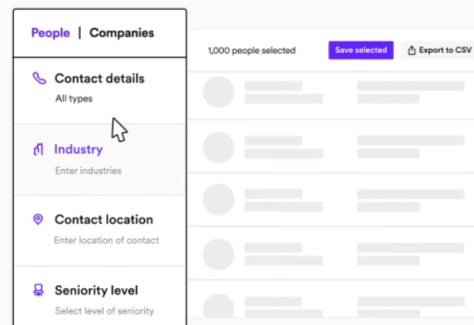 People | Companies
1,000 people selected
Save selected
Export to CSV
Contact details
All types
Industry
Enter industries
Contact location
Enter location of contact
Seniority level
Select level of seniority